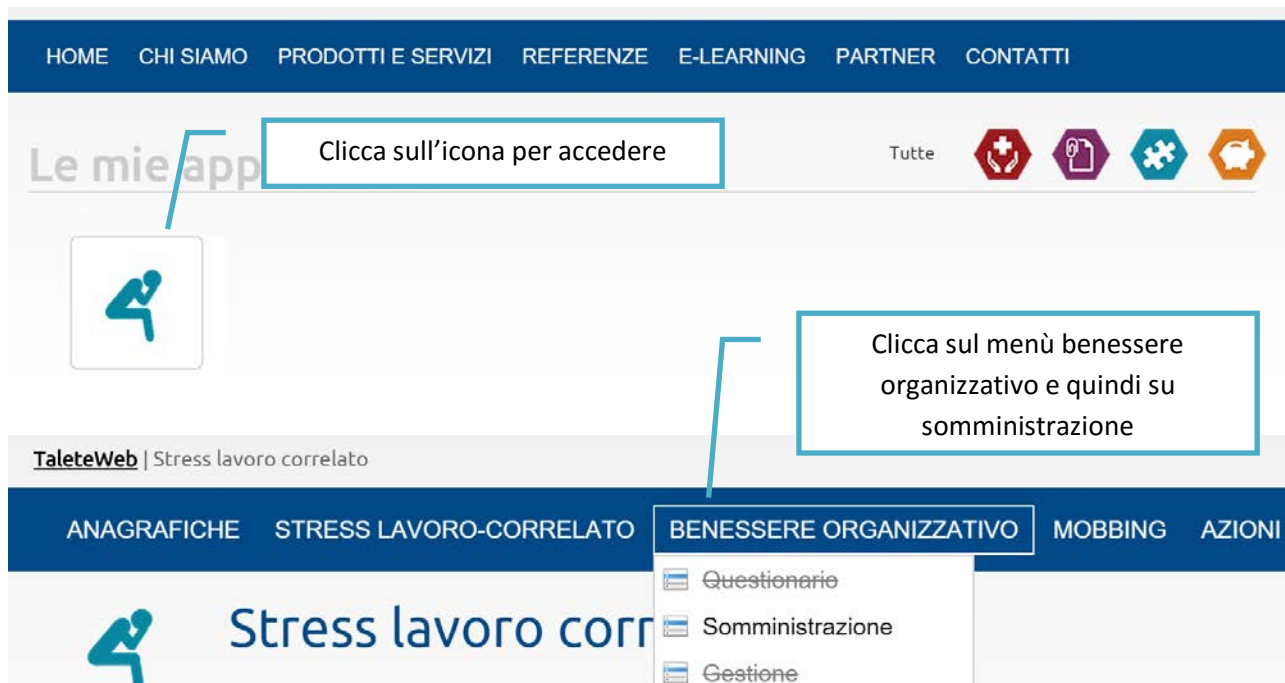 HOME CHI SIAMO PRODOTTI E SERVIZI REFERENZE E-LEARNING PARTNER CONTATTI
Le mie app
Clicca sull’icona per accedere
Tutte
Clicca sul menù benessere
organizzativo e quindi su
somministrazione
TaleteWeb | Stress lavoro correlato
ANAGRAFICHE STRESS LAVORO-CORRELATO BENESSERE ORGANIZZATIVO MOBBING AZIONI
Questionario
Stress lavoro corr
Somministrazione
Gestione